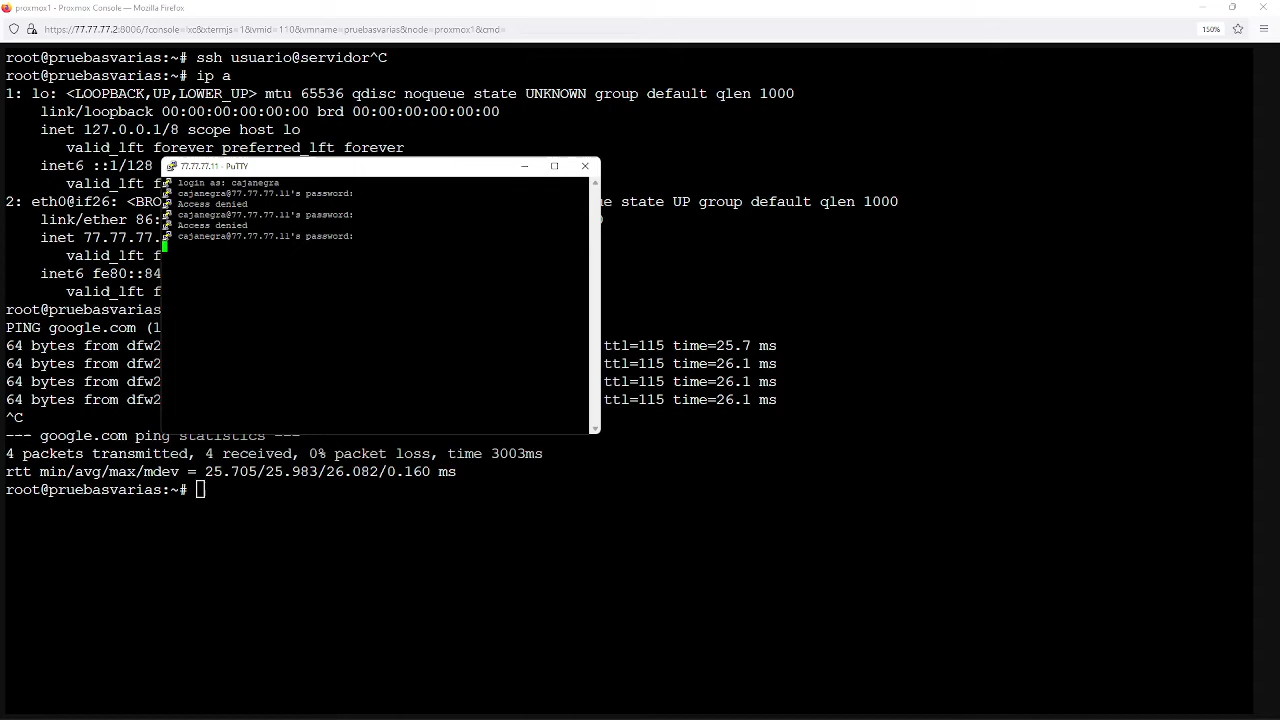 proxmox1 - Proxmox Console — Mozilla Firefox
https://77.77.77.2:8006/?console=lxc&xtermjs=1&vmid=110&vmname=pruebasvarias&node=proxmox1&cmd=
150%
root@pruebasvarias:~# ssh usuario@servidor^C
root@pruebasvarias:~# ip a
1: lo: <LOOPBACK,UP,LOWER_UP> mtu 65536 qdisc noqueue state UNKNOWN group default qlen 1000
link/loopback 00:00:00:00:00:00 brd 00:00:00:00:00:00
inet 127.0.0.1/8 scope host lo
valid_lft forever preferred_lft forever
inet6 ::1/128
valid_lft f
2: eth0@if26: <BRO
e state UP group default qlen 1000
link/ether 86:
inet 77.77.77.
valid_lft f
inet6 fe80::84
valid_lft f
root@pruebasvarias
PING google.com (1
64 bytes from dfw2 ttl=115 time=25.7 ms
64 bytes from dfw2 ttl=115 time=26.1 ms
64 bytes from dfw2 ttl=115 time=26.1 ms
64 bytes from dfw2 ttl=115 time=26.1 ms
^C
--- google.com ping statistics ---
4 packets transmitted, 4 received, 0% packet loss, time 3003ms
rtt min/avg/max/mdev = 25.705/25.983/26.082/0.160 ms
root@pruebasvarias:~#
77.77.77.11 - PuTTY
login as: cajanegra
cajanegra@77.77.77.11's password:
Access denied
cajanegra@77.77.77.11's password:
Access denied
cajanegra@77.77.77.11's password: